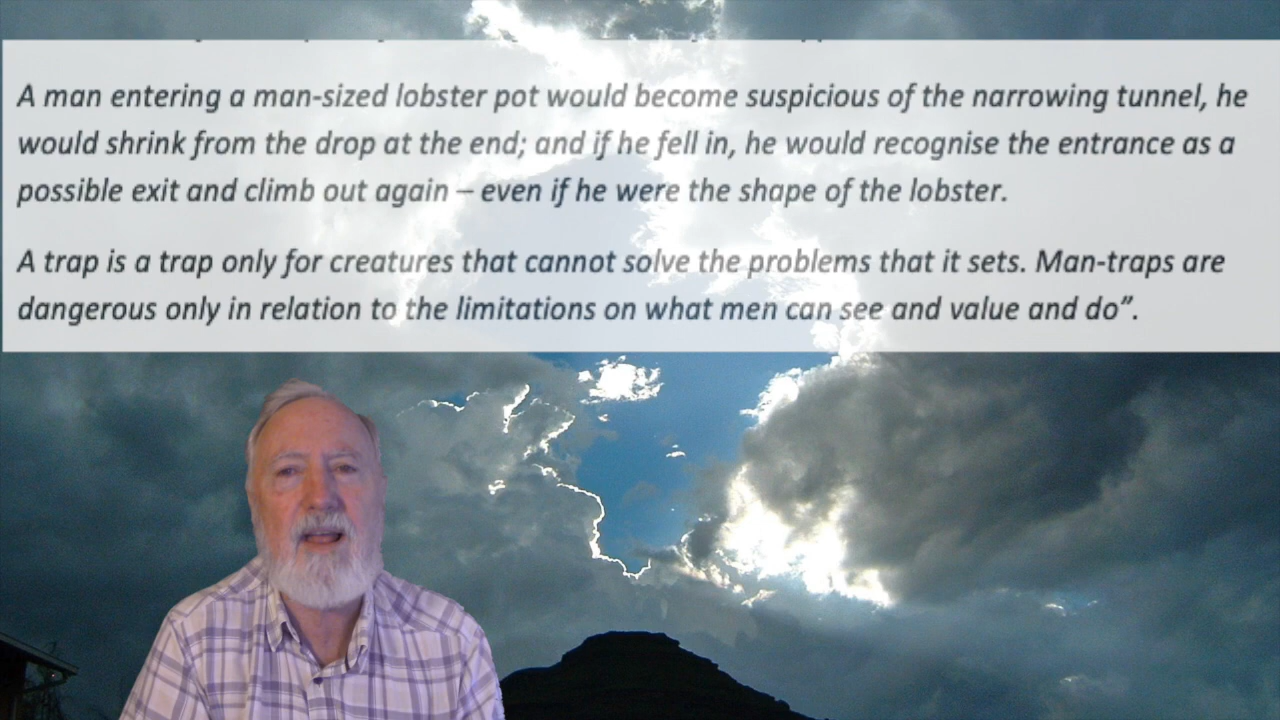 A man entering a man-sized lobster pot would become suspicious of the narrowing tunnel, he
would shrink from the drop at the end; and if he fell in, he would recognise the entrance as a
possible exit and climb out again – even if he were the shape of the lobster.
A trap is a trap only for creatures that cannot solve the problems that it sets. Man-traps are
dangerous only in relation to the limitations on what men can see and value and do”.